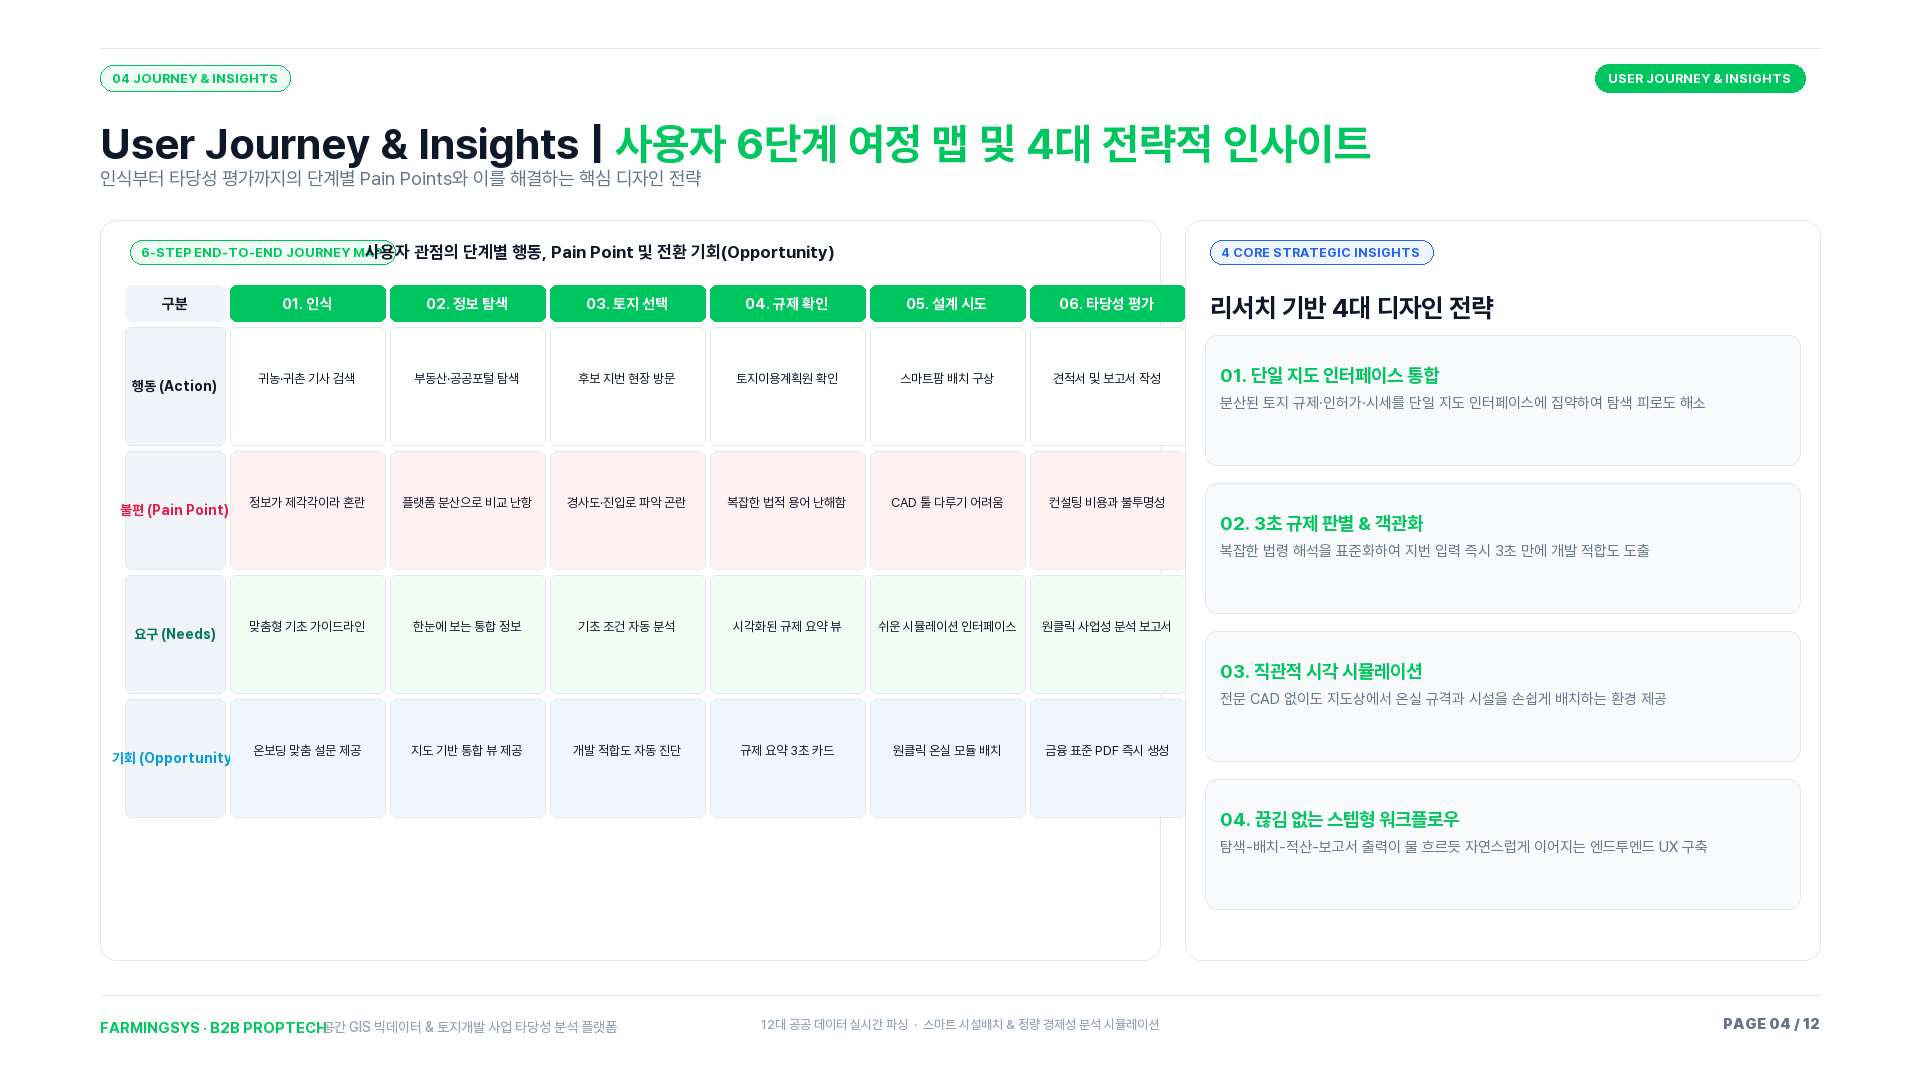 04 JOURNEY & INSIGHTS
USER JOURNEY & INSIGHTS
User Journey & Insights | 사용자 6단계 여정 맵 및 4대 전략적 인사이트
인식부터 타당성 평가까지의 단계별 Pain Points와 이를 해결하는 핵심 디자인 전략
6-STEP END-TO-END JOURNEY
사용자 관점의 단계별 행동, Pain Point 및 전환 기회(Opportunity)
구분 01. 인식 02. 정보 탐색 03. 토지 선택 04. 규제 확인 05. 설계 시도 06. 타당성 평가
행동 (Action) 귀농·귀촌 기사 검색 부동산·공공포털 탐색 후보 지번 현장 방문 토지이용계획원 확인 스마트팜 배치 구상 견적서 및 보고서 작성
불편 (Pain Point) 정보가 제각각이라 혼란 플랫폼 분산으로 비교 난항 경사도·진입로 파악 곤란 복잡한 법적 용어 난해함 CAD 툴 다루기 어려움 컨설팅 비용과 불투명성
요구 (Needs) 맞춤형 기초 가이드라인 한눈에 보는 통합 정보 기초 조건 자동 분석 시각화된 규제 요약 뷰 쉬운 시뮬레이션 인터페이스 원클릭 사업성 분석 보고서
기회 (Opportunity 온보딩 맞춤 설문 제공 지도 기반 통합 뷰 제공 개발 적합도 자동 진단 규제 요약 3초 카드 원클릭 온실 모듈 배치 금융 표준 PDF 즉시 생성
4 CORE STRATEGIC INSIGHTS
리서치 기반 4대 디자인 전략
01. 단일 지도 인터페이스 통합
분산된 토지 규제·인허가·시세를 단일 지도 인터페이스에 집약하여 탐색 피로도 해소
02. 3초 규제 판별 & 객관화
복잡한 법령 해석을 표준화하여 지번 입력 즉시 3초 만에 개발 적합도 도출
03. 직관적 시각 시뮬레이션
전문 CAD 없이도 지도상에서 온실 규격과 시설을 손쉽게 배치하는 환경 제공
04. 끊김 없는 스텝형 워크플로우
탐색-배치-적산-보고서 출력이 물 흐르듯 자연스럽게 이어지는 엔드투엔드 UX 구축
FARMINGSYS · B2B PROPTECH
공간 GIS 빅데이터 & 토지개발 사업 타당성 분석 플랫폼
12대 공공 데이터 실시간 파싱 · 스마트 시설배치 & 정량 경제성 분석 시뮬레이션
PAGE 04 / 12